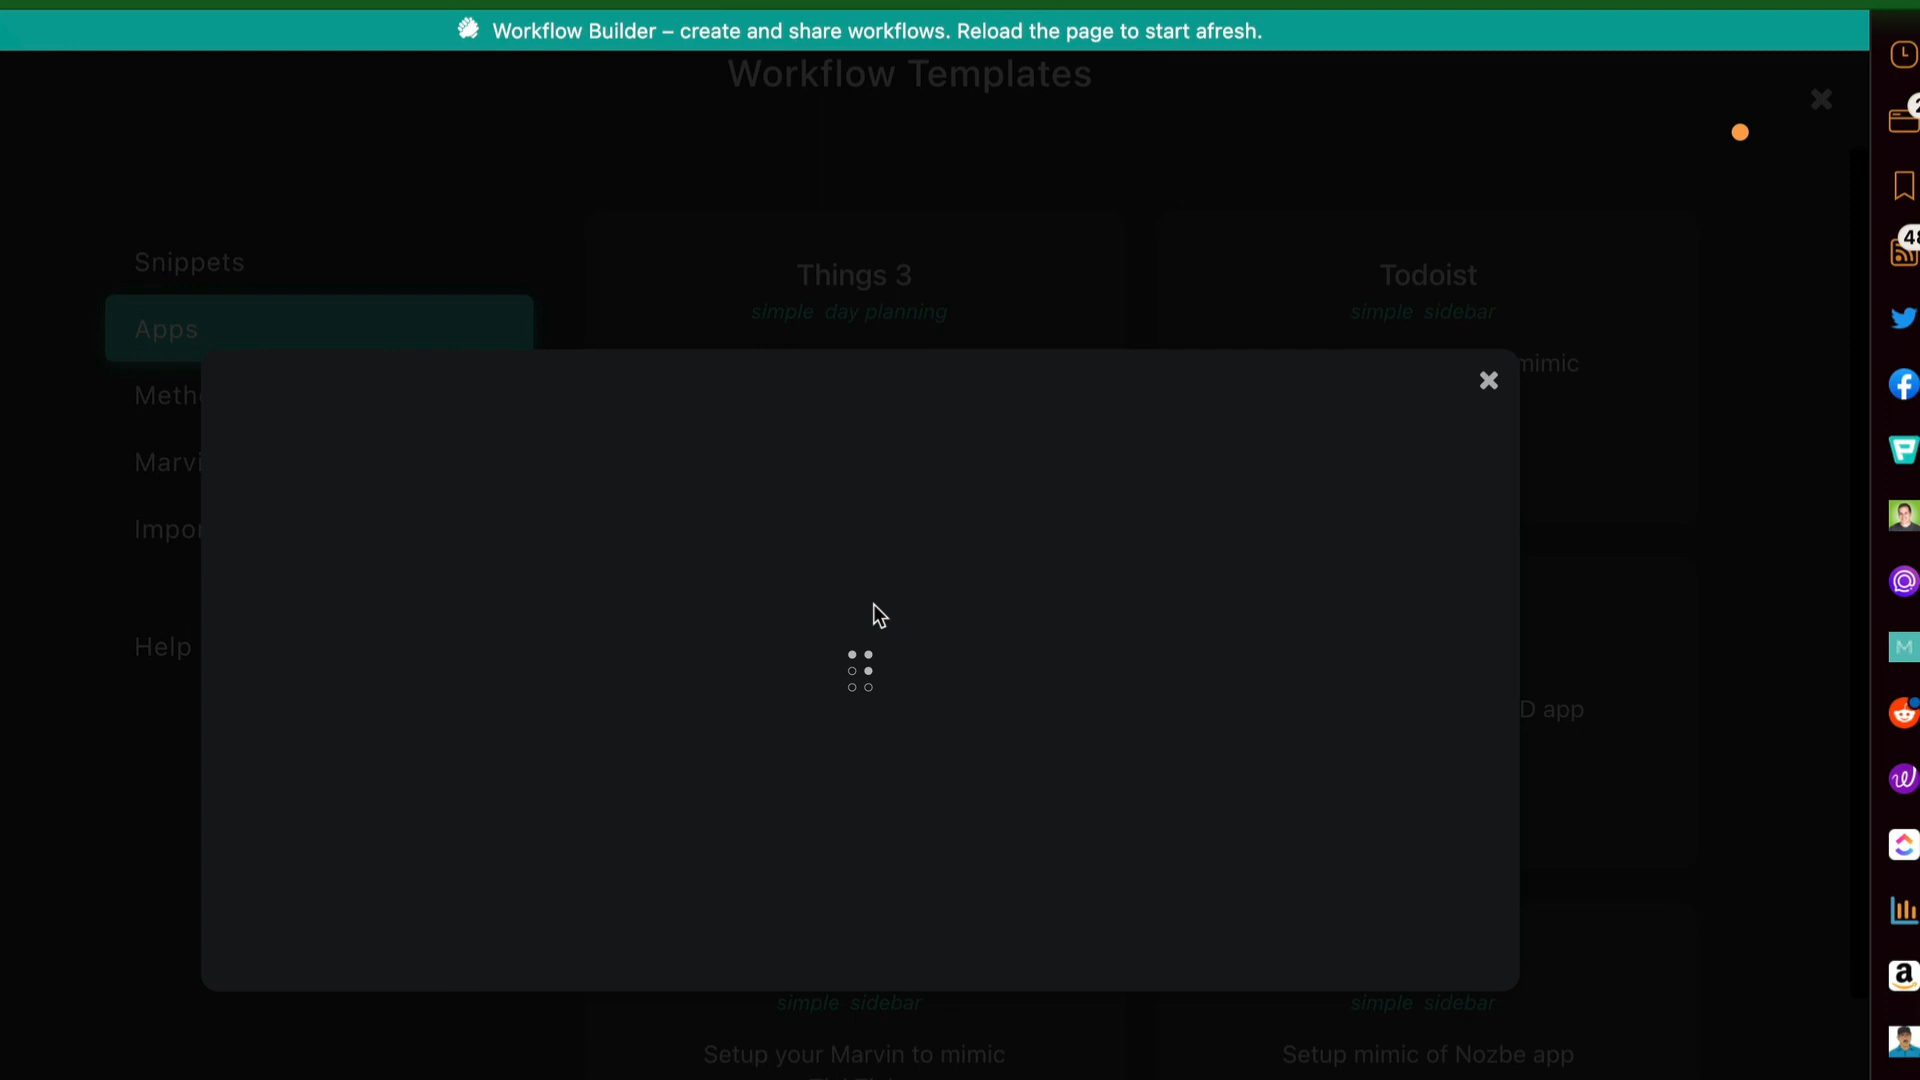 Workflow Builder – create and share workflows. Reload the page to start afresh.
Workflow Templates
Snippets
Apps
Help
Things 3
simple day planning
Todoist
simple sidebar
mimic
D app
simple sidebar
Setup your Marvin to mimic
simple sidebar
Setup mimic of Nozbe app
M
a